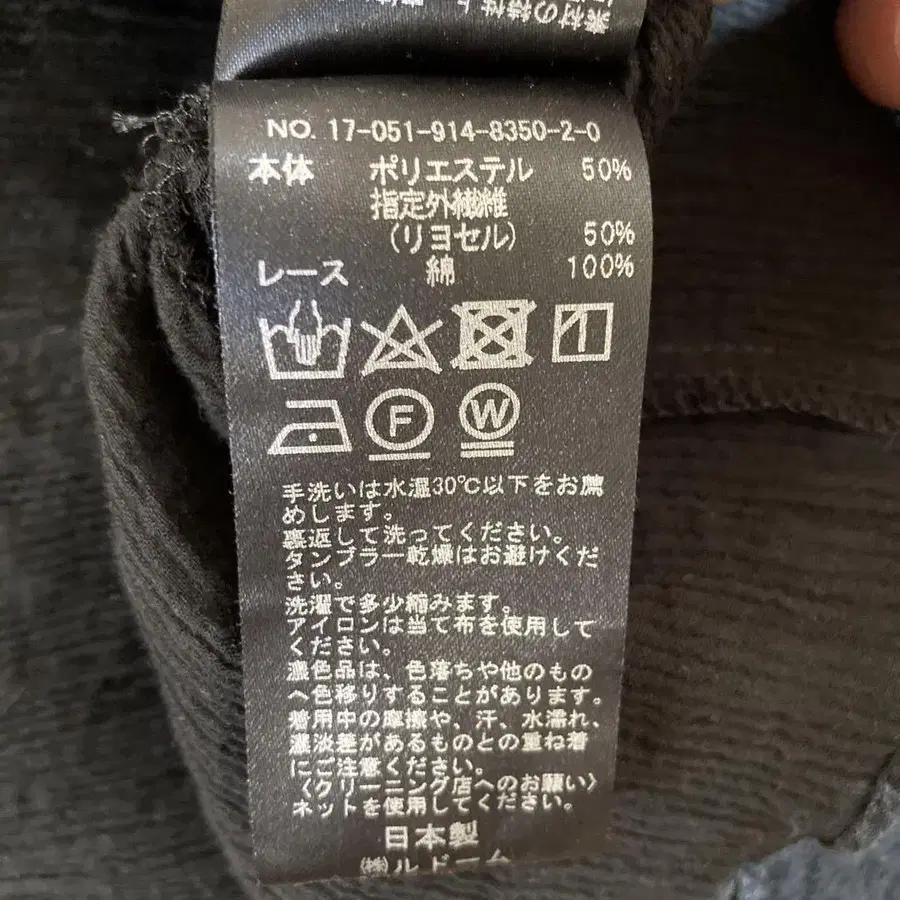 素材の特性上
NO. 17-051-914-8350-2-0
本体 ポリエステル 50%
指定外繊維
(リヨセル) 50%
レース 綿 100%
F W
手洗いは水温30℃以下をお薦
めします。
裏返して洗ってください。
タンブラー乾燥はお避けくだ
さい。
洗濯で多少縮みます。
アイロンは当て布を使用して
ください。
濃色品は、色落ちや他のもの
へ色移りすることがあります。
着用中の摩擦や、汗、水濡れ、
濃淡差があるものとの重ね着
にご注意ください。
〈クリーニング店へのお願い〉
ネットを使用してください。
日本製
㈱ルドーム